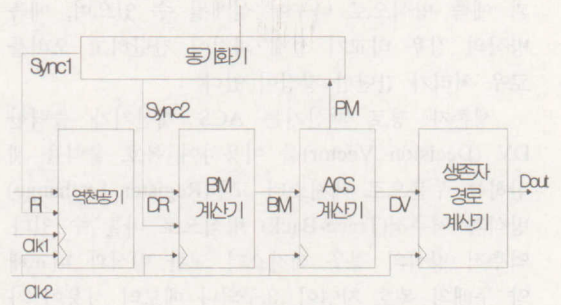 동기화기
Sync1
Sync2
PM
역천공기
BM
계산기
ACS
계산기
생존자
경로
계산기
Dout
FI
DR
BM
DV
Clk1
Clk2